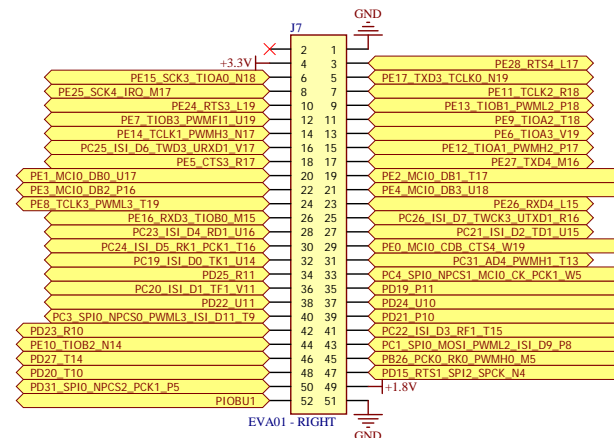 J7
GND
2 1
+3.3V 4 3 PE28_RTS4_L17
PE15_SCK3_TIOA0_N18 6 5 PE17_TXD3_TCLK0_N19
PE25_SCK4_IRQ_M17 8 7 PE11_TCLK2_R18
PE24_RTS3_L19 10 9 PE13_TIOB1_PWML2_P18
PE7_TIOB3_PWMFI1_U19 12 11 PE9_TIOA2_T18
PE14_TCLK1_PWMH3_N17 14 13 PE6_TIOA3_V19
PC25_ISI_D6_TWD3_URXD1_V17 16 15 PE12_TIOA1_PWMH2_P17
PE5_CTS3_R17 18 17 PE27_TXD4_M16
PE1_MCI0_DB0_U17 20 19 PE2_MCI0_DB1_T17
PE3_MCI0_DB2_P16 22 21 PE4_MCI0_DB3_U18
PE8_TCLK3_PWML3_T19 24 23 PE26_RXD4_L15
PE16_RXD3_TIOB0_M15 26 25 PC26_ISI_D7_TWCK3_UTXD1_R16
PC23_ISI_D4_RD1_U16 28 27 PC21_ISI_D2_TD1_U15
PC24_ISI_D5_RK1_PCK1_T16 30 29 PE0_MCI0_CDB_CTS4_W19
PC19_ISI_D0_TK1_U14 32 31 PC31_AD4_PWMH1_T13
PD25_R11 34 33 PC4_SPI0_NPCS1_MCI0_CK_PCK1_W5
PC20_ISI_D1_TF1_V11 36 35 PD19_P11
PD22_U11 38 37 PD24_U10
PC3_SPI0_NPCS0_PWML3_ISI_D11_T9 40 39 PD21_P10
PD23_R10 42 41 PC22_ISI_D3_RF1_T15
PE10_TIOB2_N14 44 43 PC1_SPI0_MOSI_PWML2_ISI_D9_P8
PD27_T14 46 45 PB26_PCK0_RK0_PWMH0_M5
PD20_T10 48 47 PD15_RTS1_SPI2_SPCK_N4
PD31_SPI0_NPCS2_PCK1_P5 50 49 +1.8V
PIOBU1 52 51
EVA01 - RIGHT
GND